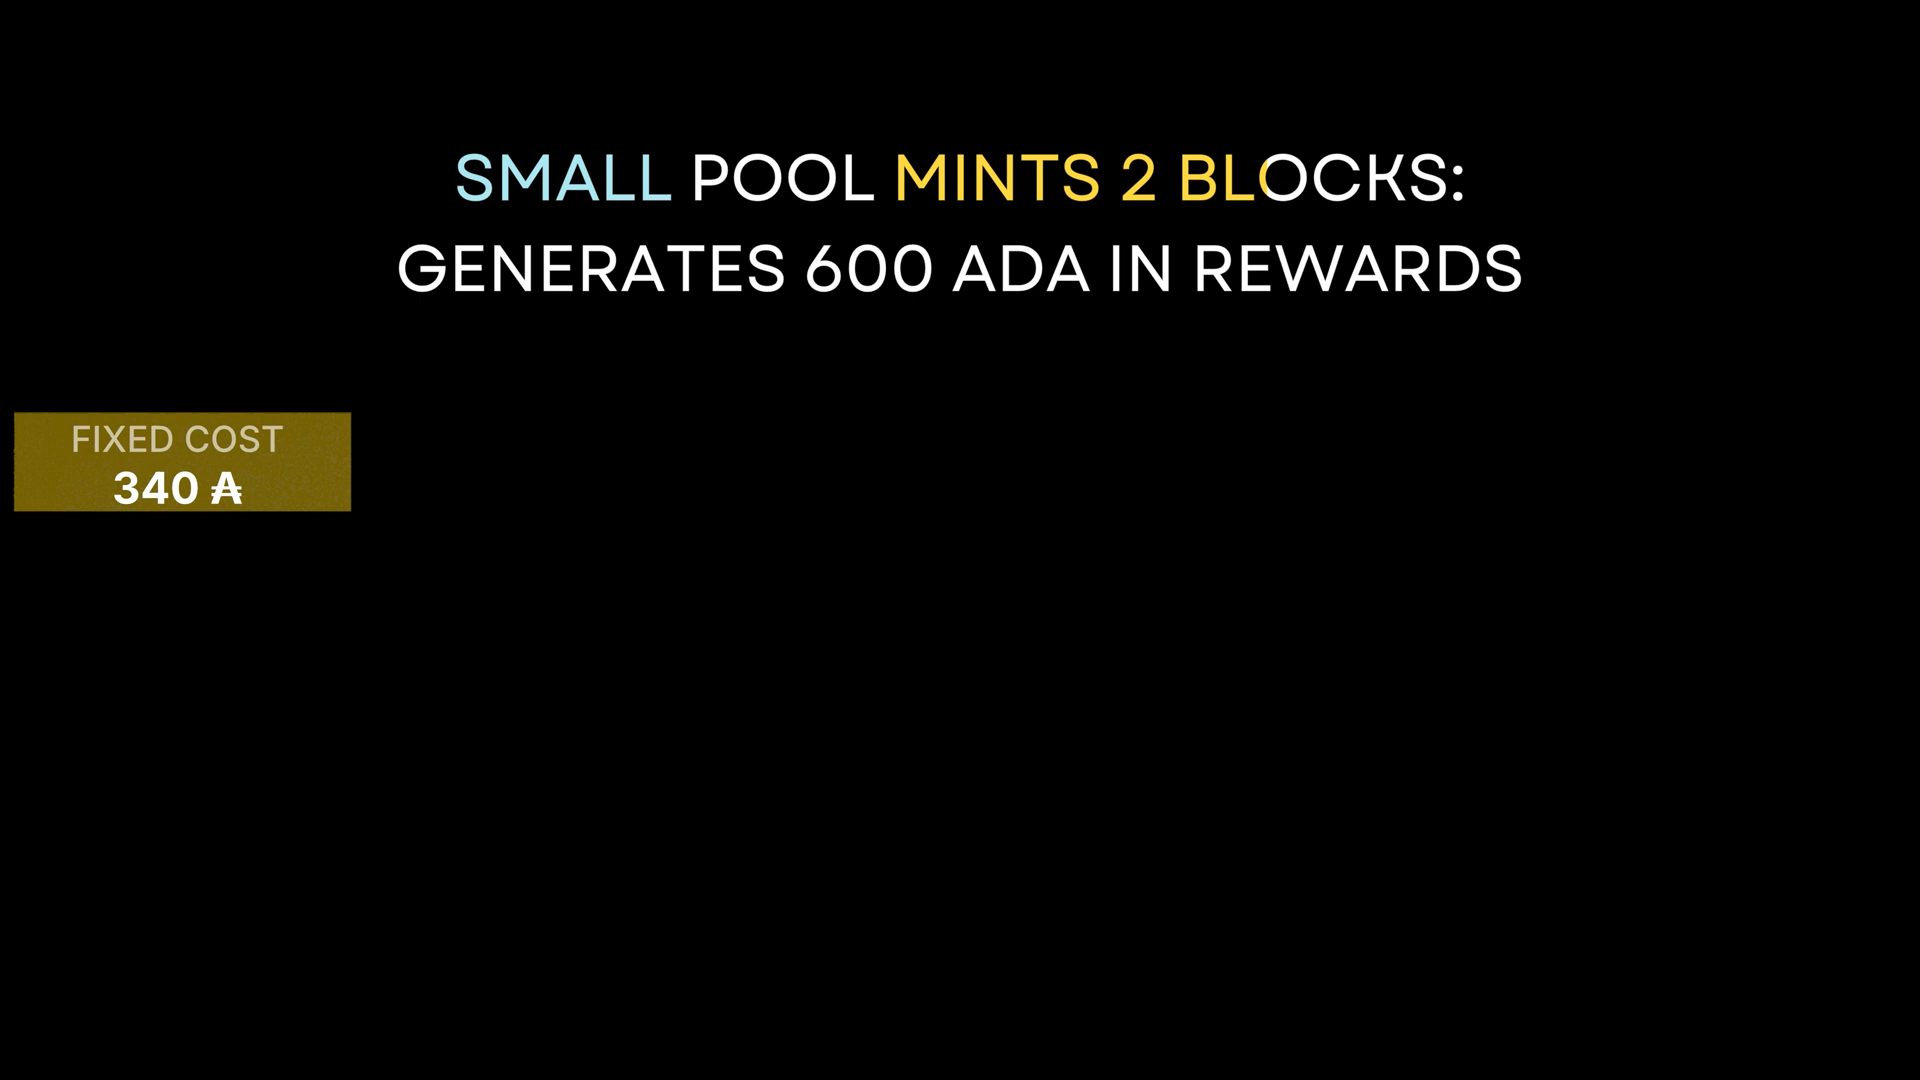 SMALL POOL MINTS 2 BLOCKS:
GENERATES 600 ADA IN REWARDS
FIXED COST
340 ₳